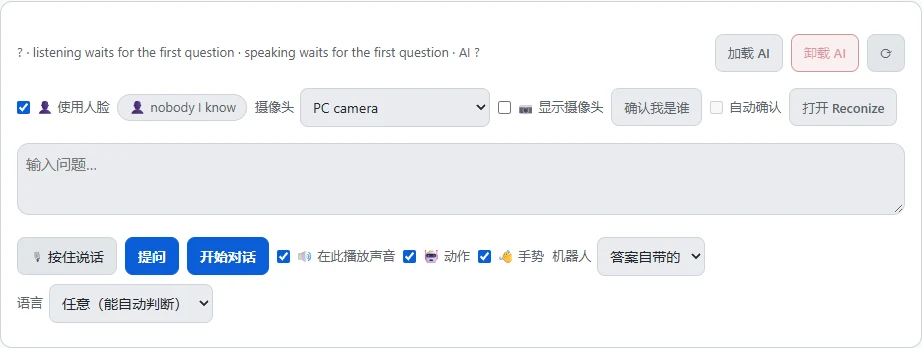 ? · listening waits for the first question · speaking waits for the first question · AI ? 加载 AI 卸载 AI ⟳
使用人脸 nobody I know 摄像头 PC camera 显示摄像头 确认我是谁 自动确认 打开 Reconize
输入问题...
按住说话 提问 开始对话 在此播放声音 动作 手势 机器人 答案自带的
语言 任意（能自动判断）